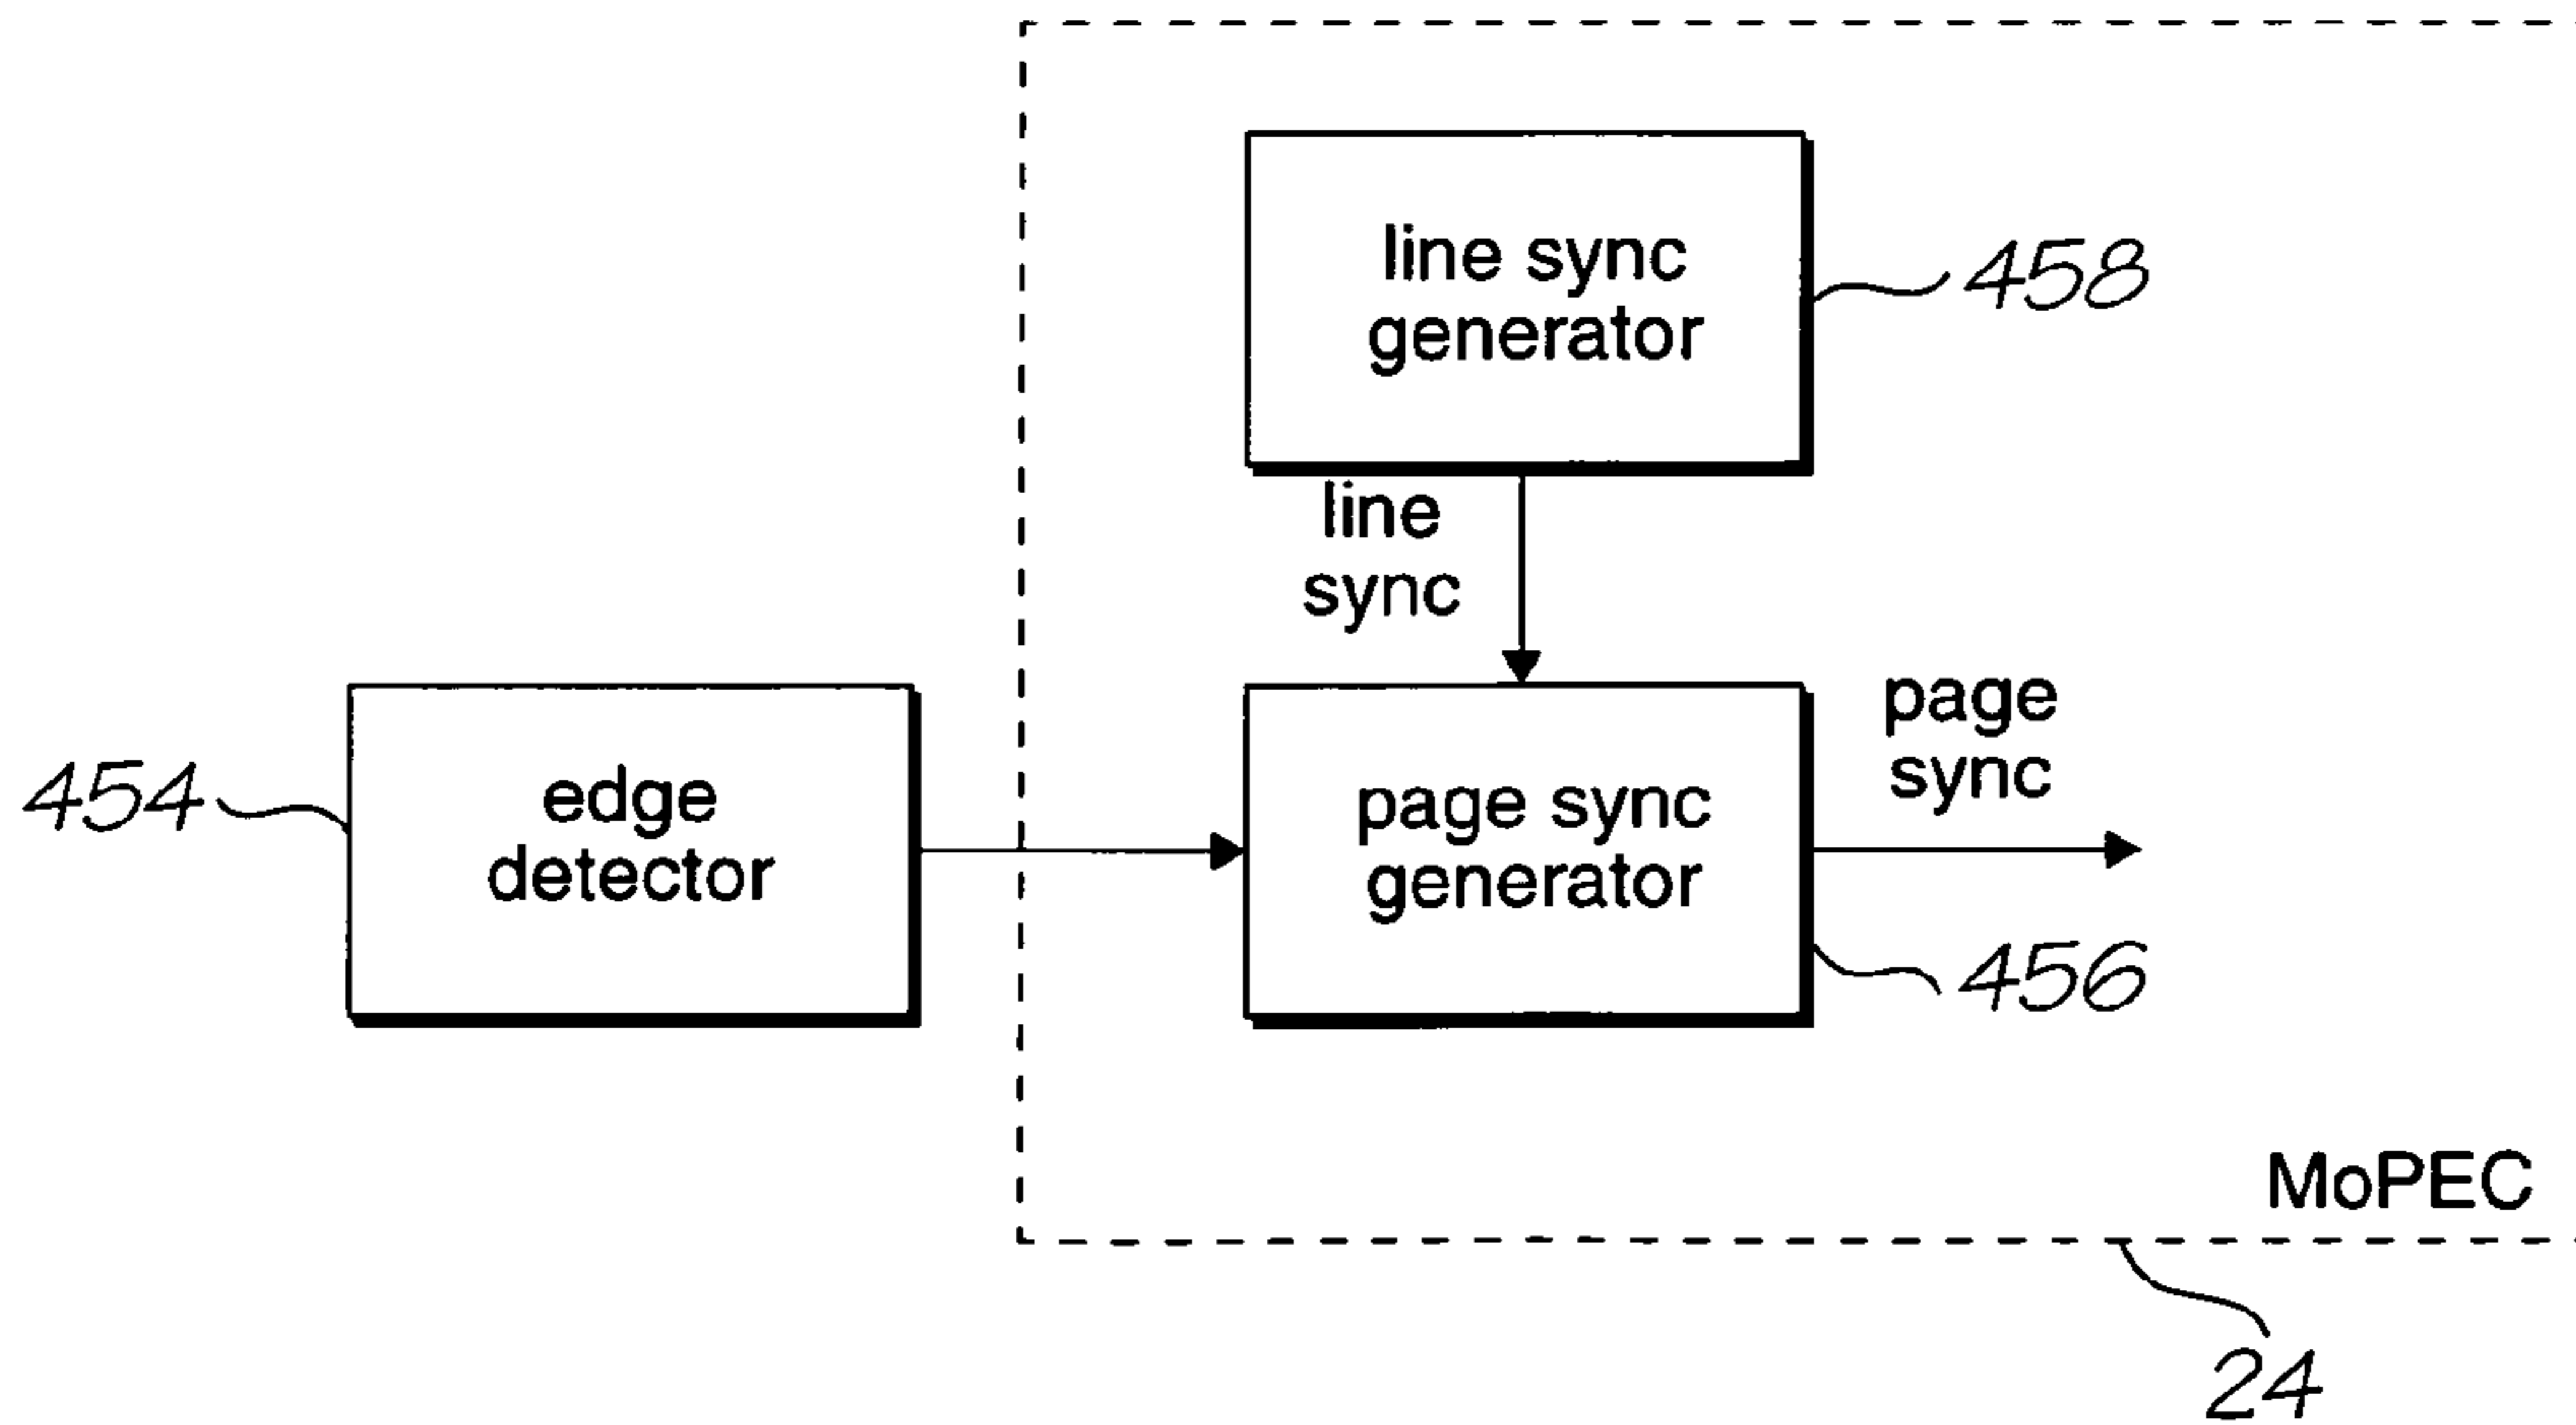 line sync
generator
458
line
sync
454
edge
detector
page sync
generator
page
sync
456
MoPEC
24